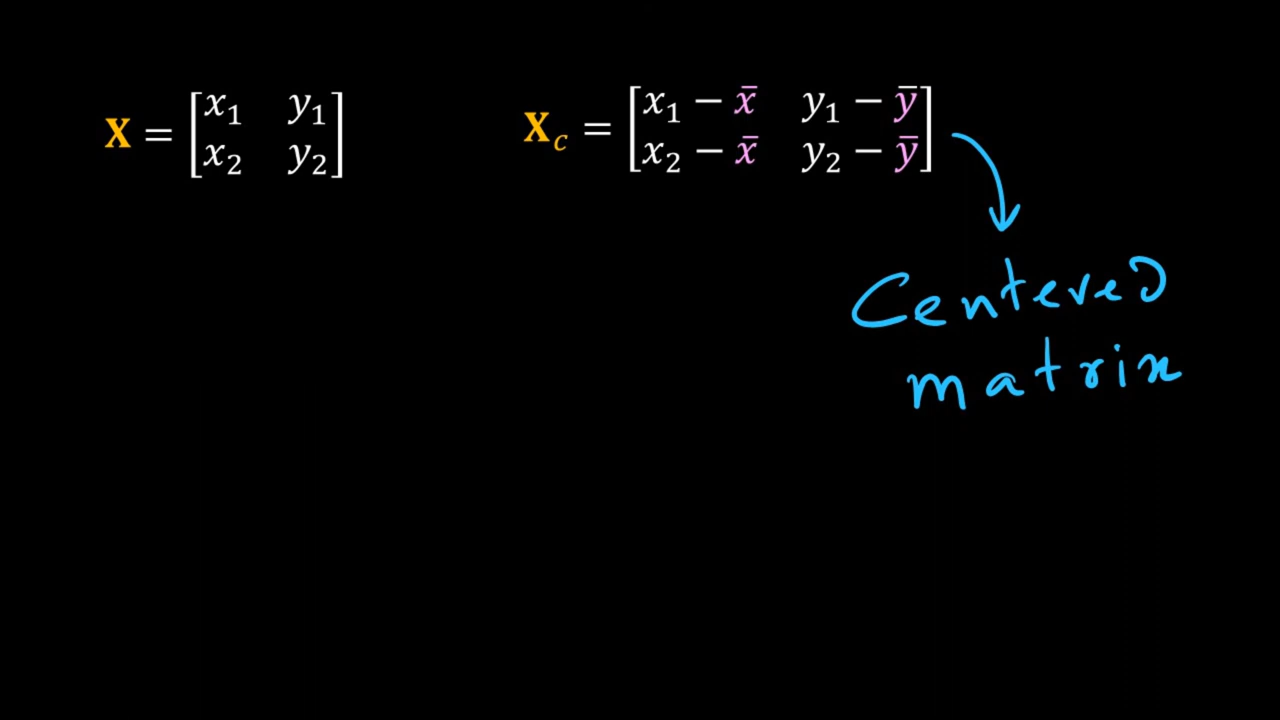 X = [x₁ y₁
x₂ y₂]
X_c = [x₁ − x̄ y₁ − ȳ
x₂ − x̄ y₂ − ȳ]
Centered
matrix